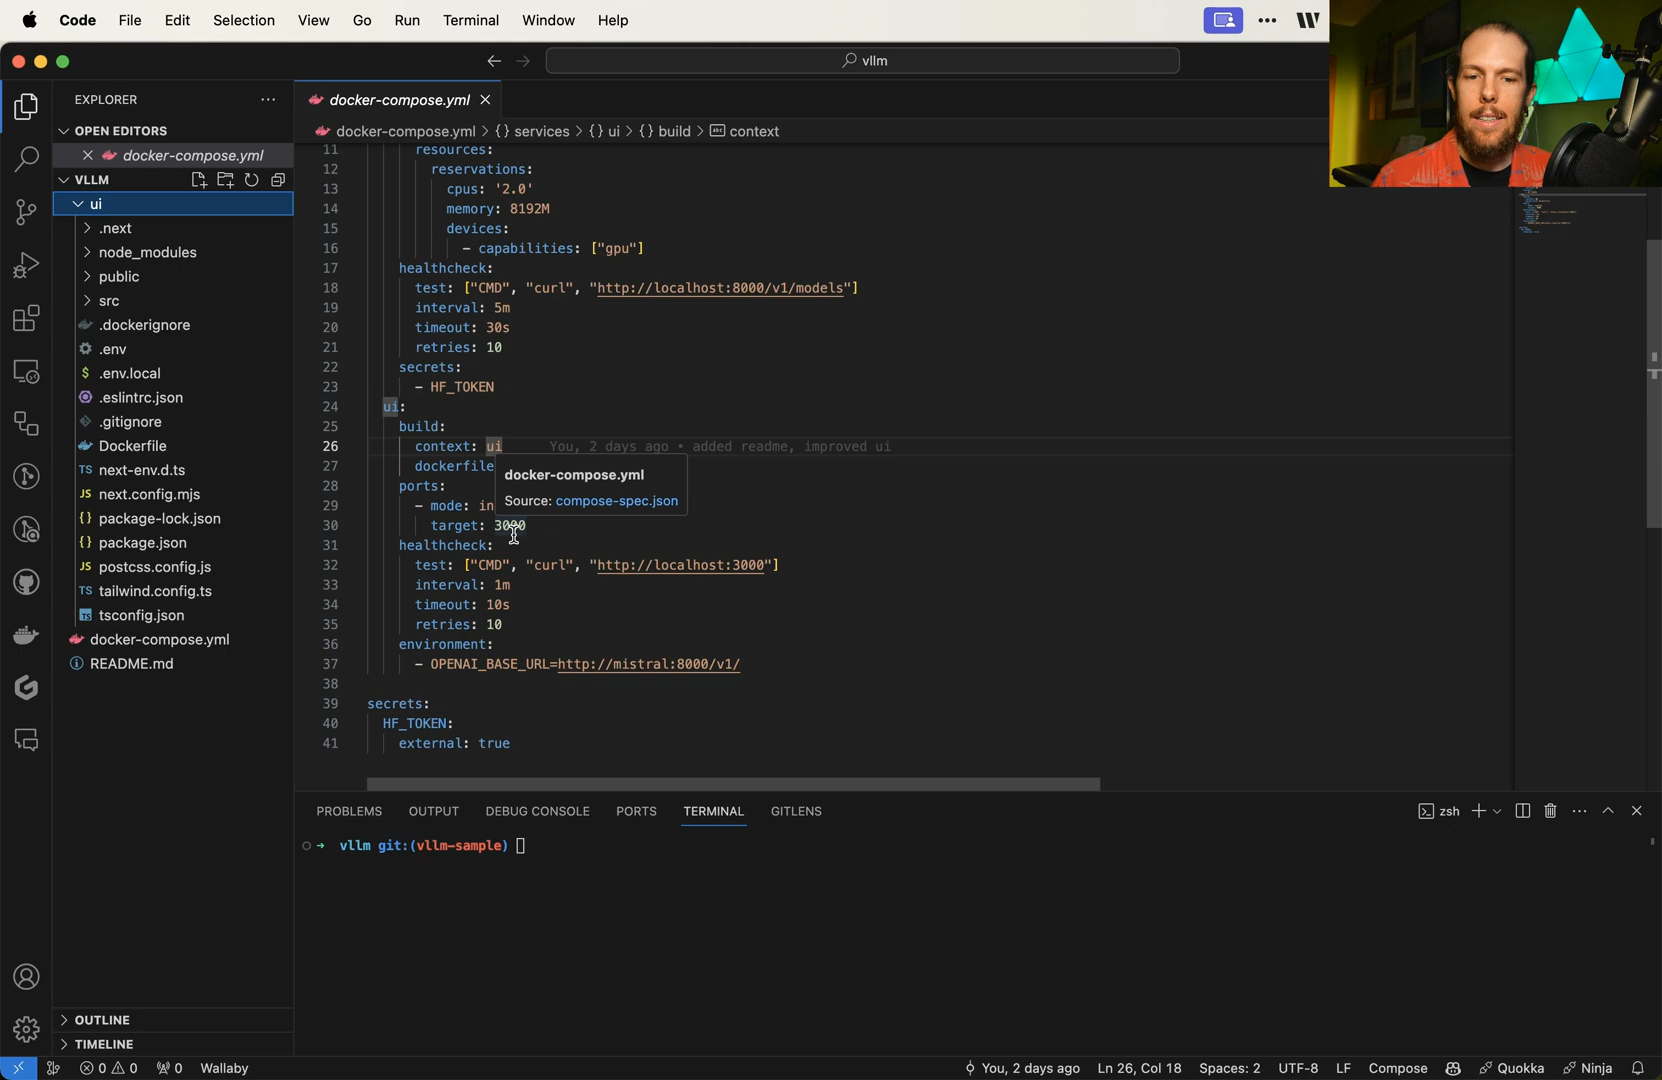 Code File Edit Selection View Go Run Terminal Window Help
vllm
EXPLORER
OPEN EDITORS
docker-compose.yml
VLLM
ui
.next
node_modules
public
src
.dockerignore
.env
$ .env.local
.eslintrc.json
.gitignore
Dockerfile
TS next-env.d.ts
JS next.config.mjs
{} package-lock.json
{} package.json
JS postcss.config.js
TS tailwind.config.ts
tsconfig.json
docker-compose.yml
README.md
OUTLINE
TIMELINE
docker-compose.yml
docker-compose.yml > {} services > {} ui > {} build > abc context
11 resources:
12 reservations:
13 cpus: '2.0'
14 memory: 8192M
15 devices:
16 - capabilities: ["gpu"]
17 healthcheck:
18 test: ["CMD", "curl", "http://localhost:8000/v1/models"]
19 interval: 5m
20 timeout: 30s
21 retries: 10
22 secrets:
23 - HF_TOKEN
24 ui:
25 build:
26 context: ui You, 2 days ago • added readme, improved ui
27 dockerfile
docker-compose.yml
Source: compose-spec.json
28 ports:
29 - mode: in
30 target: 3000
31 healthcheck:
32 test: ["CMD", "curl", "http://localhost:3000"]
33 interval: 1m
34 timeout: 10s
35 retries: 10
36 environment:
37 - OPENAI_BASE_URL=http://mistral:8000/v1/
38
39 secrets:
40 HF_TOKEN:
41 external: true
PROBLEMS OUTPUT DEBUG CONSOLE PORTS TERMINAL GITLENS
zsh
vllm git:(vllm-sample)
0 0 0 Wallaby
You, 2 days ago Ln 26, Col 18 Spaces: 2 UTF-8 LF Compose Quokka Ninja